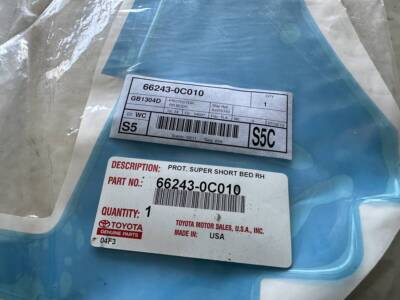 66243-0C010
QTY
GB1304D
1
WC
S5
S5C
DESCRIPTION: PROT. SUPER SHORT BED RH
PART NO.: 66243-0C010
QUANTITY: 1
TOYOTA MOTOR SALES, U.S.A., INC.
MADE IN: USA
TOYOTA
GENUINE PARTS
04F3